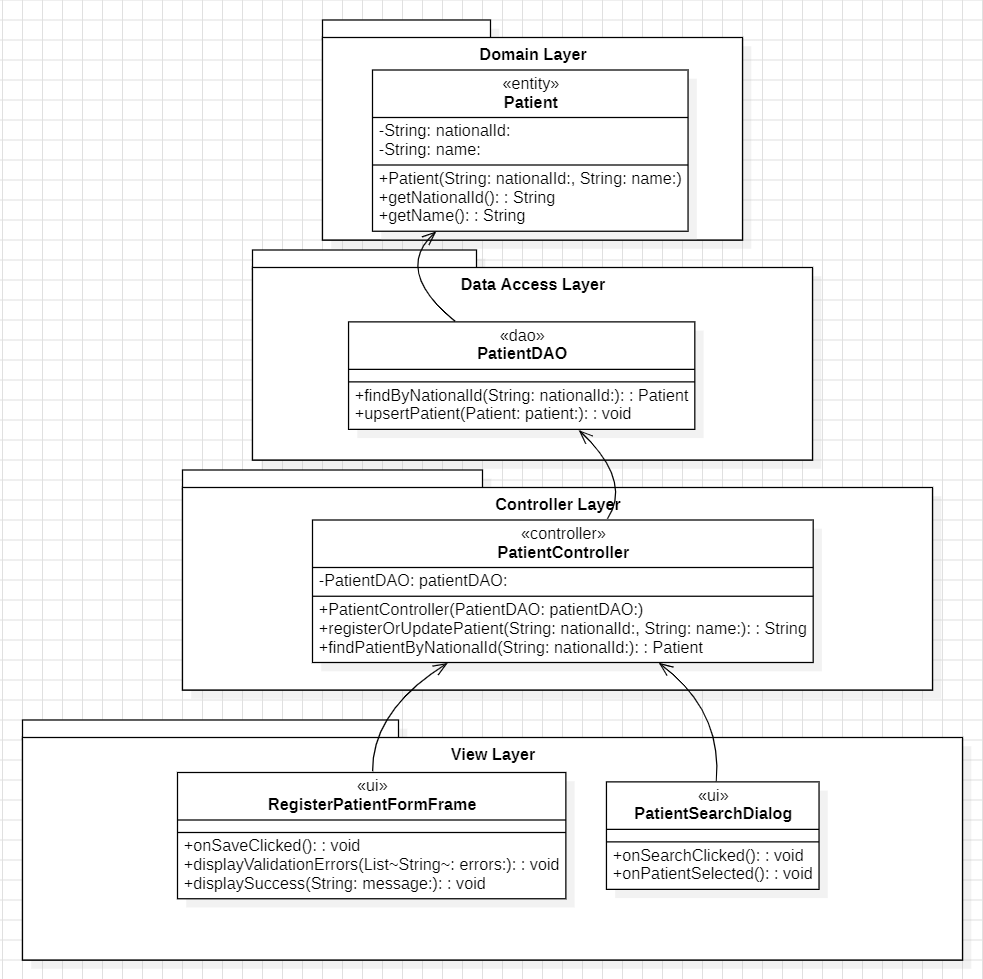 Domain Layer
«entity»
Patient
-String: nationalId:
-String: name:
+Patient(String: nationalId:, String: name:)
+getNationalId(): : String
+getName(): : String
Data Access Layer
«dao»
PatientDAO
+findByNationalId(String: nationalId:): : Patient
+upsertPatient(Patient: patient:): : void
Controller Layer
«controller»
PatientController
-PatientDAO: patientDAO:
+PatientController(PatientDAO: patientDAO:)
+registerOrUpdatePatient(String: nationalId:, String: name:): : String
+findPatientByNationalId(String: nationalId:): : Patient
View Layer
«ui»
RegisterPatientFormFrame
+onSaveClicked(): : void
+displayValidationErrors(List~String~: errors:): : void
+displaySuccess(String: message:): : void
«ui»
PatientSearchDialog
+onSearchClicked(): : void
+onPatientSelected(): : void